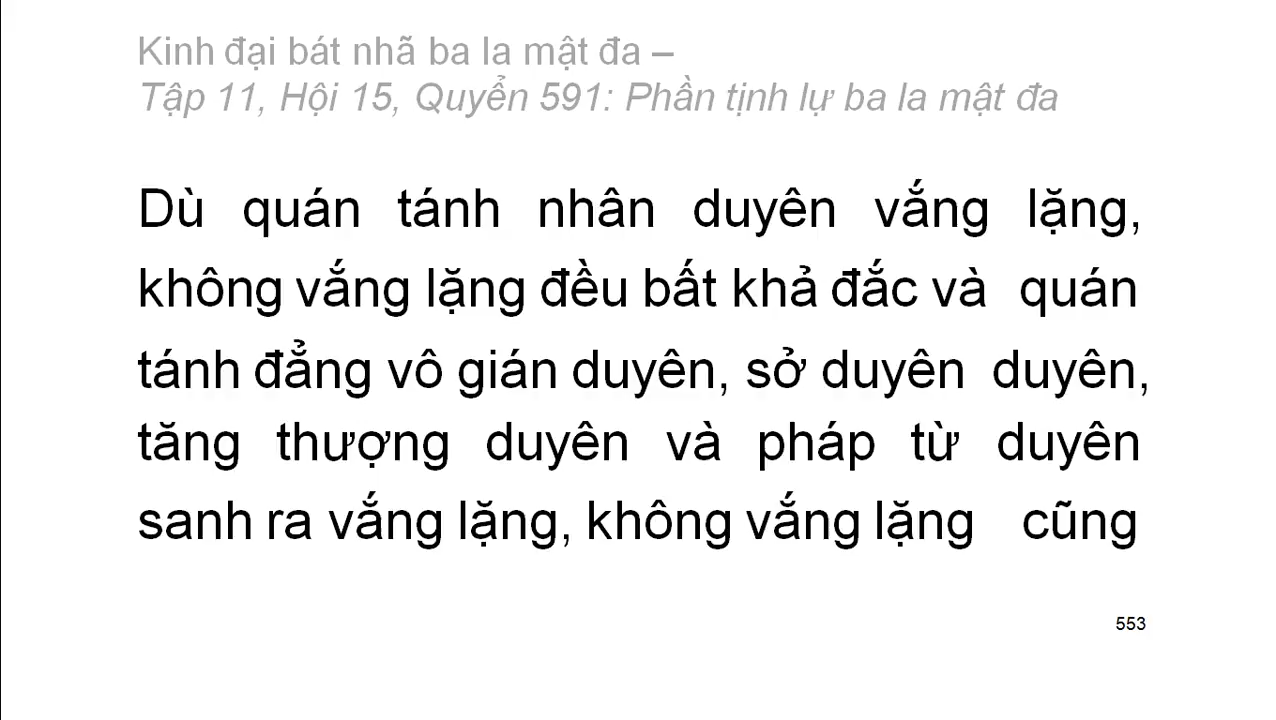 Kinh đại bát nhã ba la mật đa –
Tập 11, Hội 15, Quyển 591: Phần tịnh lự ba la mật đa
Dù quán tánh nhân duyên vắng lặng,
không vắng lặng đều bất khả đắc và quán
tánh đẳng vô gián duyên, sở duyên duyên,
tăng thượng duyên và pháp từ duyên
sanh ra vắng lặng, không vắng lặng cũng
553